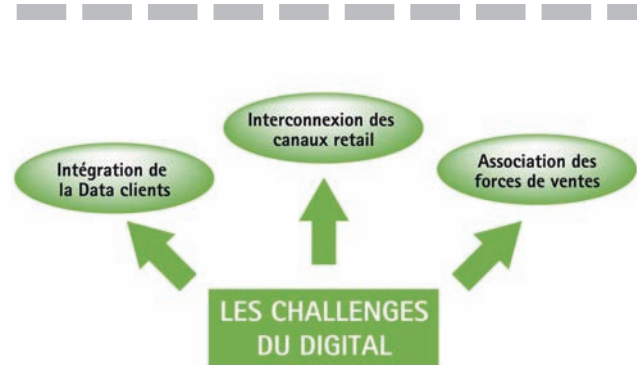 Interconnexion des
canaux retail
Intégration de
la Data clients
Association des
forces de ventes
LES CHALLENGES
DU DIGITAL